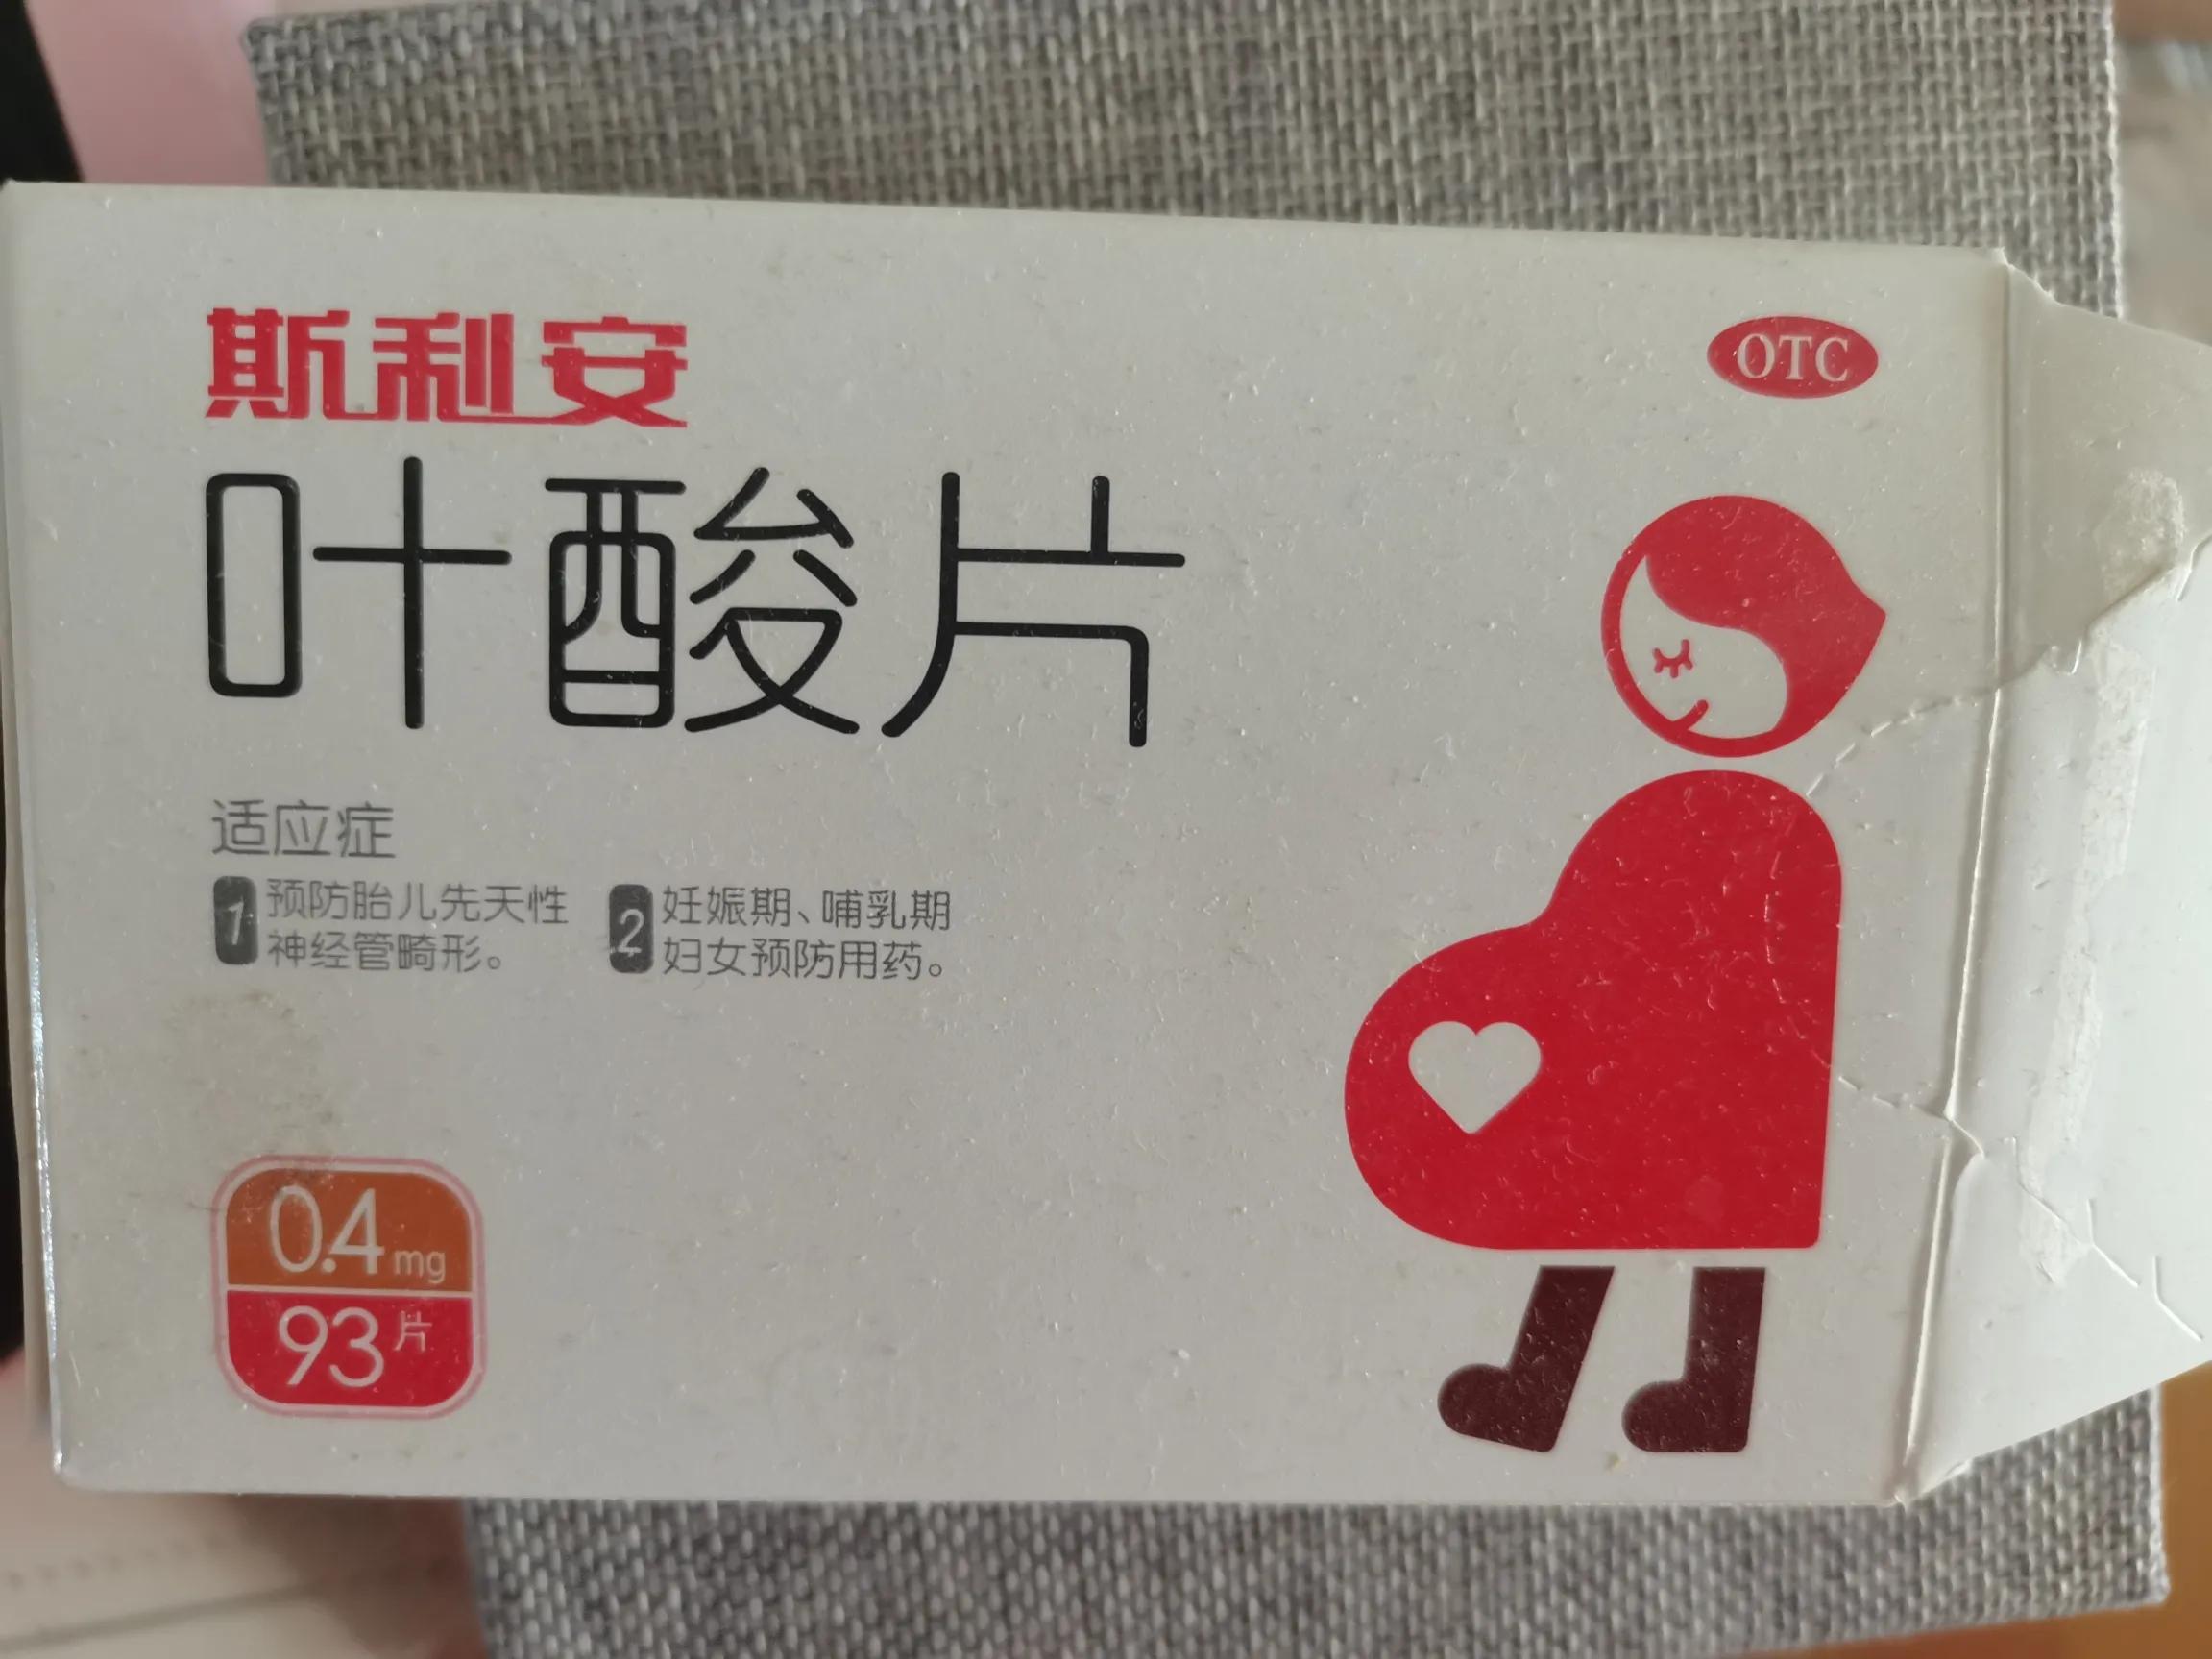 斯利安
OTC
叶酸片
适应症
1 预防胎儿先天性
神经管畸形。
2 妊娠期、哺乳期
妇女预防用药。
0.4mg
93片